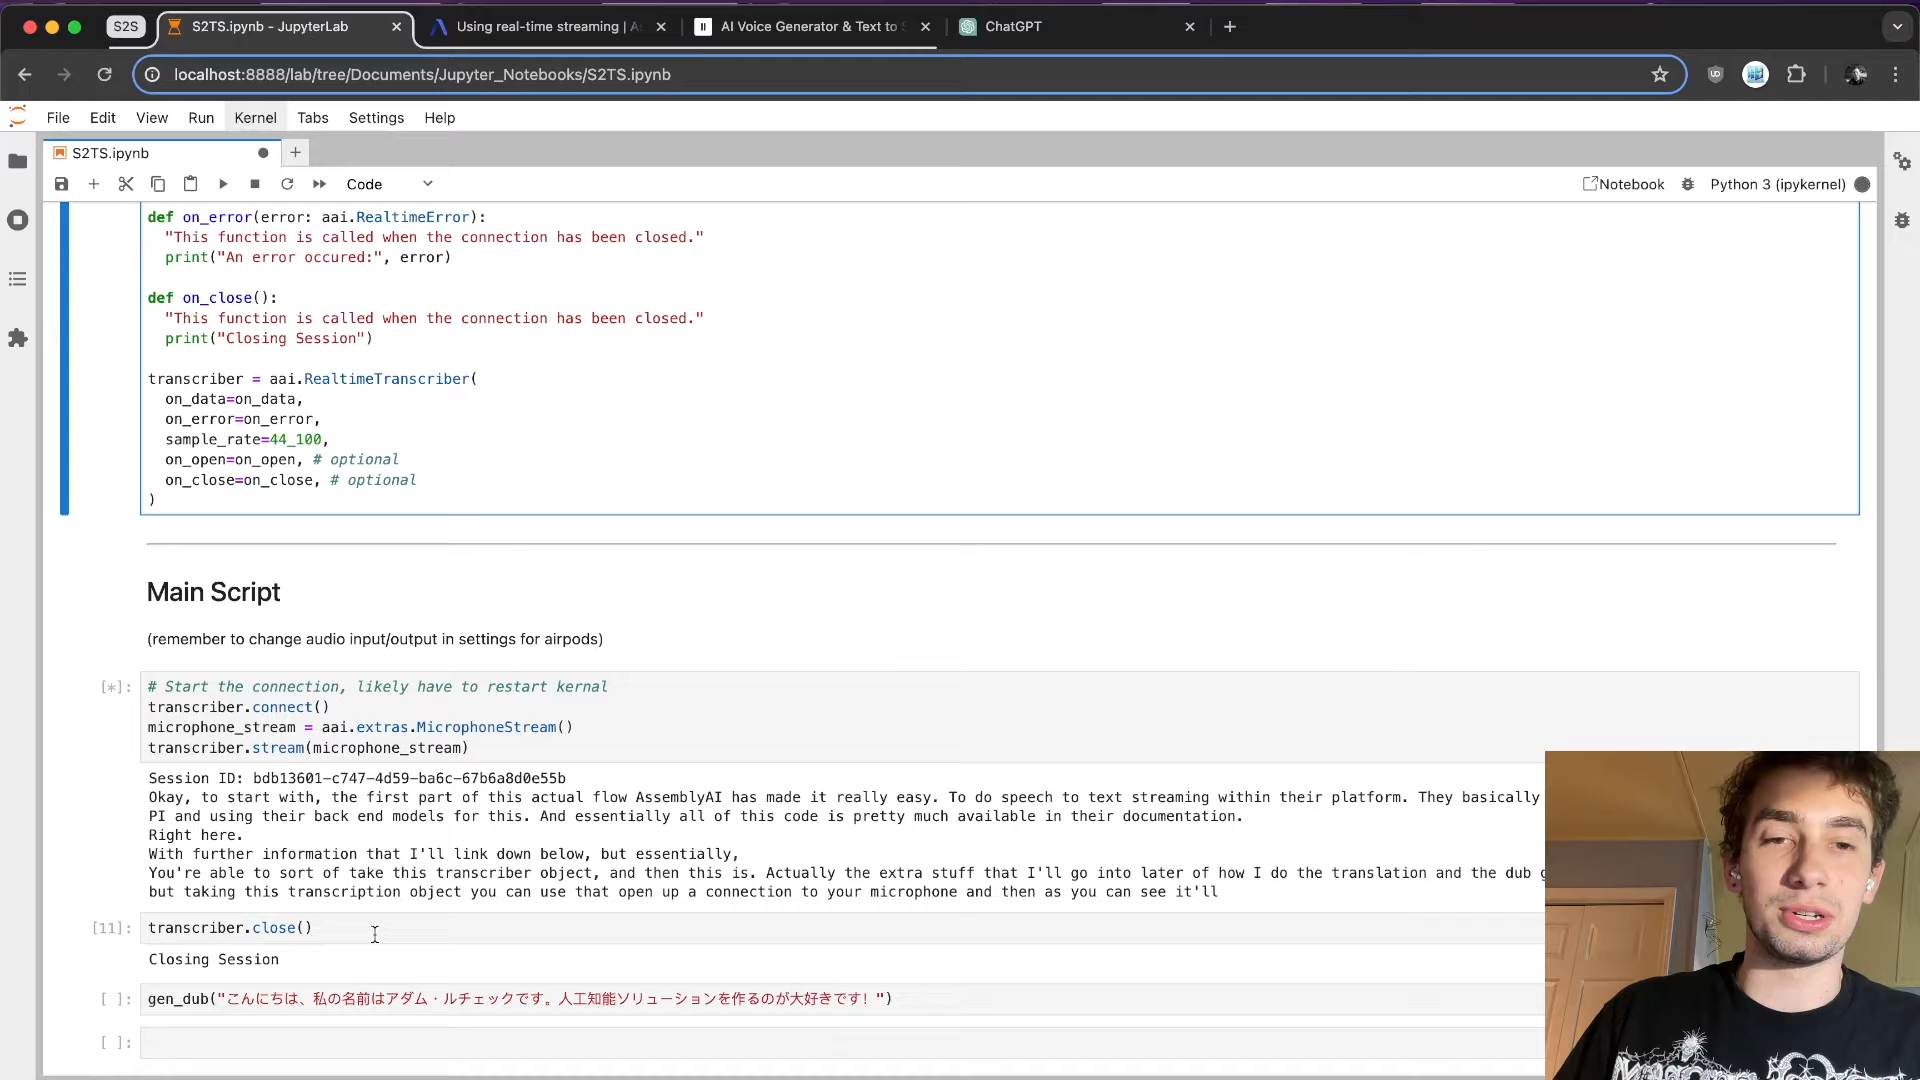 S2S
S2TS.ipynb - JupyterLab
Using real-time streaming | A
AI Voice Generator & Text to S
ChatGPT
localhost:8888/lab/tree/Documents/Jupyter_Notebooks/S2TS.ipynb
File Edit View Run Kernel Tabs Settings Help
S2TS.ipynb
Code
Notebook
Python 3 (ipykernel)
def on_error(error: aai.RealtimeError):
"This function is called when the connection has been closed."
print("An error occured:", error)
def on_close():
"This function is called when the connection has been closed."
print("Closing Session")
transcriber = aai.RealtimeTranscriber(
on_data=on_data,
on_error=on_error,
sample_rate=44_100,
on_open=on_open, # optional
on_close=on_close, # optional
)
Main Script
(remember to change audio input/output in settings for airpods)
[*]: # Start the connection, likely have to restart kernal
transcriber.connect()
microphone_stream = aai.extras.MicrophoneStream()
transcriber.stream(microphone_stream)
Session ID: bdb13601-c747-4d59-ba6c-67b6a8d0e55b
Okay, to start with, the first part of this actual flow AssemblyAI has made it really easy. To do speech to text streaming within their platform. They basically
PI and using their back end models for this. And essentially all of this code is pretty much available in their documentation.
Right here.
With further information that I'll link down below, but essentially,
You're able to sort of take this transcriber object, and then this is. Actually the extra stuff that I'll go into later of how I do the translation and the dub g
but taking this transcription object you can use that open up a connection to your microphone and then as you can see it'll
[11]: transcriber.close()
Closing Session
[ ]: gen_dub("こんにちは、私の名前はアダム・ルチェックです。人工知能ソリューションを作るのが大好きです！")
[ ]: